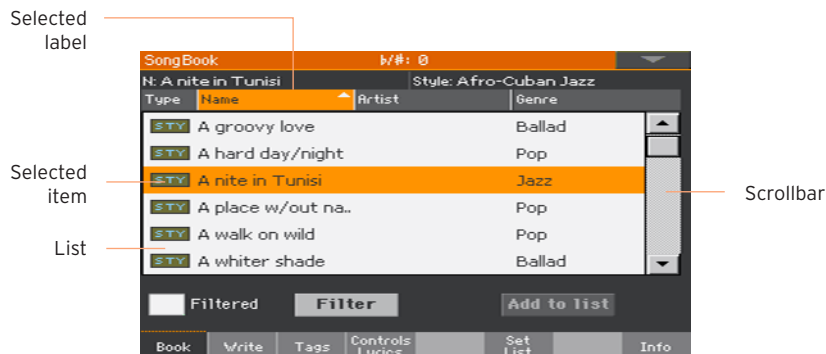 Selected label
SongBook ♭/#: 0
N: A nite in Tunisi Style: Afro-Cuban Jazz
Type Name Artist Genre
STY A groovy love Ballad
STY A hard day/night Pop
Selected item
STY A nite in Tunisi Jazz
Scrollbar
STY A place w/out na.. Pop
List
STY A walk on wild Pop
STY A whiter shade Ballad
Filtered Filter Add to list
Book Write Tags Controls Lyrics Set List Info